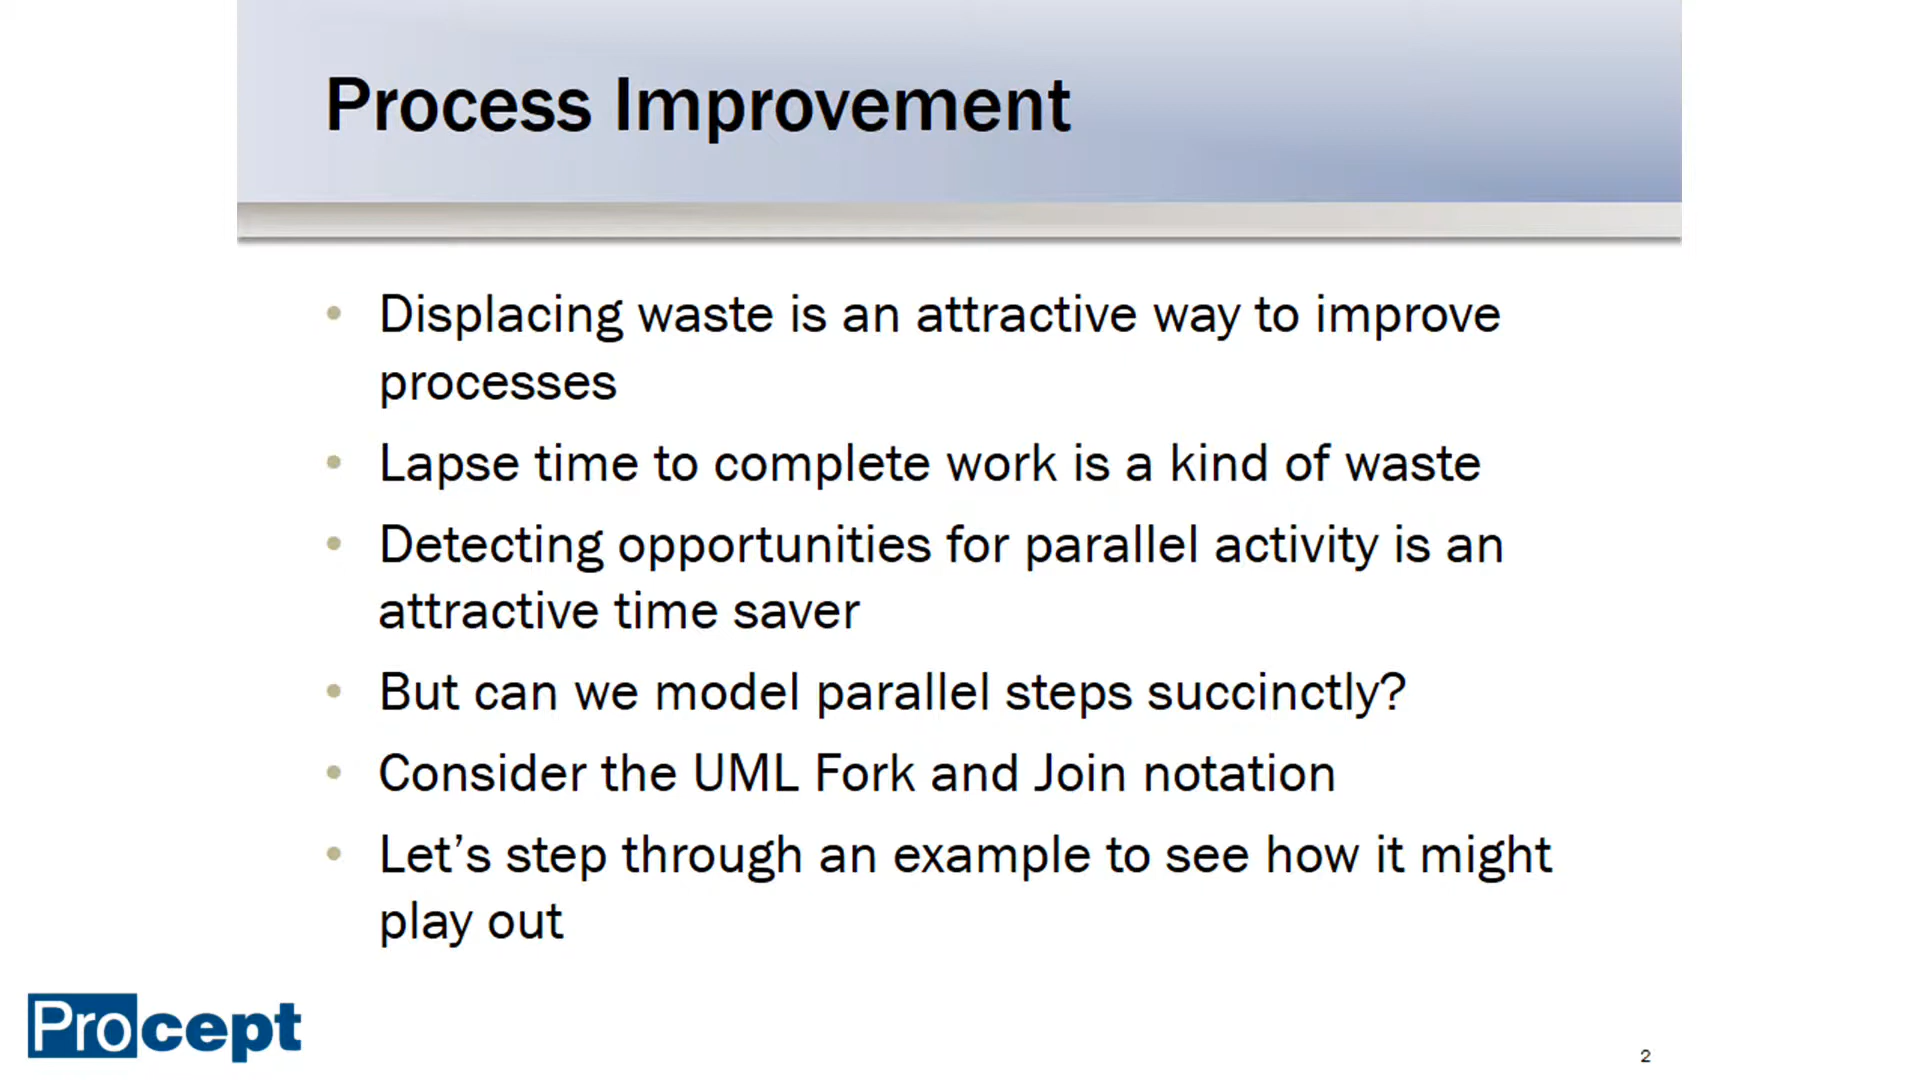 Process Improvement
• Displacing waste is an attractive way to improve
processes
• Lapse time to complete work is a kind of waste
• Detecting opportunities for parallel activity is an
attractive time saver
• But can we model parallel steps succinctly?
• Consider the UML Fork and Join notation
• Let’s step through an example to see how it might
play out
Procept
2